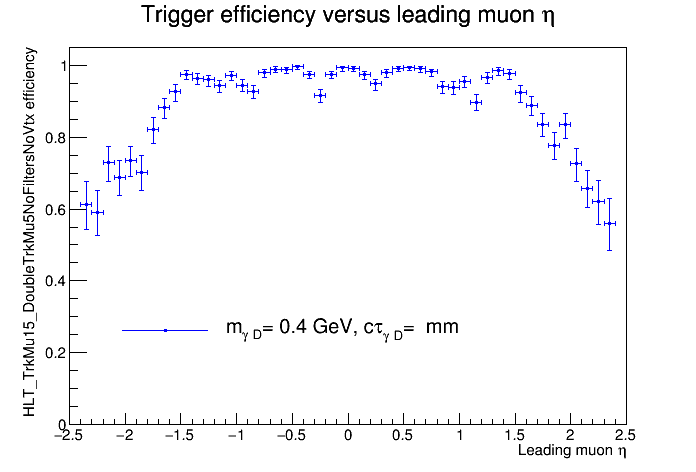 Trigger efficiency versus leading muon η
HLT_TrkMu15_DoubleTrkMu5NoFiltersNoVtx efficiency
1
0.8
0.6
0.4
0.2
0
m_γ D= 0.4 GeV, cτ_γ D=  mm
−2.5 −2 −1.5 −1 −0.5 0 0.5 1 1.5 2 2.5
Leading muon η